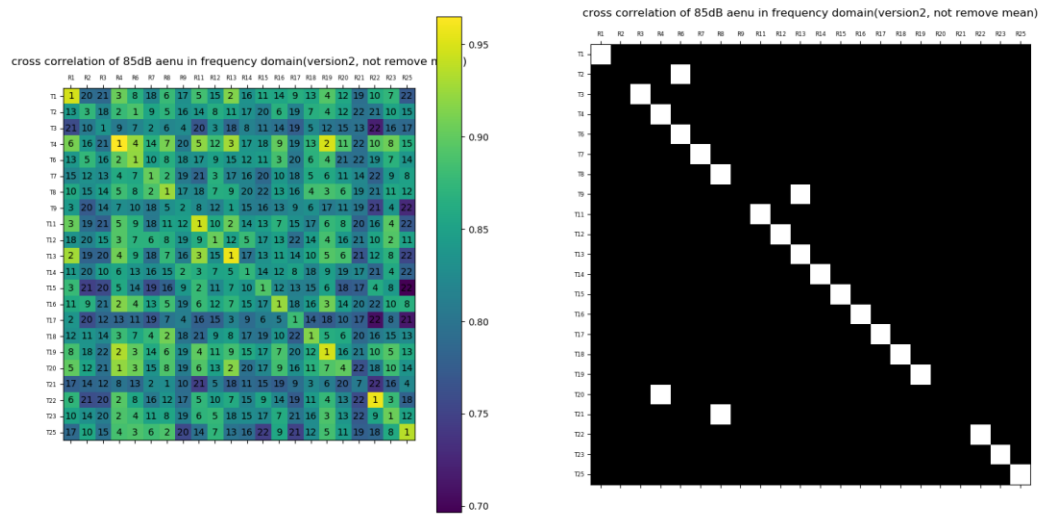 cross correlation of 85dB aenu in frequency domain(version2, not remove m )
R1 R2 R3 R4 R6 R7 R8 R9 R11 R12 R13 R14 R15 R16 R17 R18 R19 R20 R21 R22 R23 R25
T1 1 20 21 3 8 18 6 17 5 15 2 16 11 14 9 13 4 12 19 10 7 22
T2 13 3 18 2 1 9 5 16 14 8 11 17 20 6 19 7 4 12 22 21 10 15
T3 21 10 1 9 7 2 6 4 20 3 18 8 11 14 19 5 12 15 13 22 16 17
T4 6 16 21 1 4 14 7 20 5 12 3 17 18 9 19 13 2 11 22 10 8 15
T6 13 5 16 2 1 10 8 18 17 9 15 12 11 3 20 6 4 19 21 22 7 14
T7 15 12 13 4 7 1 2 19 21 3 17 16 20 10 18 5 6 11 22 14 9 8
T8 10 15 14 5 8 2 1 17 18 7 9 20 22 13 16 4 3 6 19 21 11 12
T9 3 20 14 7 10 18 5 2 8 12 1 15 16 13 9 6 17 11 19 21 4 22
T11 3 19 21 5 9 18 11 12 1 10 2 14 13 7 15 17 6 8 20 16 4 22
T12 18 20 15 3 7 6 8 19 9 1 12 5 17 13 22 14 4 16 21 10 2 11
T13 2 19 20 4 9 18 7 16 3 15 1 17 13 11 14 10 5 6 21 12 8 22
T14 11 20 10 6 13 16 15 2 3 7 5 1 14 12 8 18 9 19 17 21 4 22
T15 3 21 20 5 14 19 16 9 2 11 7 10 1 15 13 12 6 17 18 4 8 22
T16 11 9 21 2 4 13 5 19 6 12 7 15 17 1 18 16 3 14 20 22 10 8
T17 2 20 12 13 11 19 7 4 16 15 3 5 9 6 1 14 18 10 17 22 8 21
T18 12 11 14 3 7 4 2 18 21 9 8 17 19 10 22 1 5 6 20 16 15 13
T19 8 18 22 2 3 14 6 19 4 11 9 15 17 7 20 12 1 16 21 10 5 13
T20 5 12 21 1 3 15 8 19 6 13 2 16 20 9 17 11 7 4 22 18 10 14
T21 17 14 12 8 13 2 1 10 21 5 18 11 15 19 9 3 6 20 7 22 16 4
T22 6 21 20 2 8 16 12 17 5 10 7 15 9 14 19 11 4 13 22 1 3 18
T23 10 14 20 2 4 11 8 19 6 5 18 15 17 7 21 16 3 13 22 9 1 12
T25 17 10 15 4 3 6 2 20 14 7 16 13 22 9 21 12 5 11 19 18 8 1
0.95
0.90
0.85
0.80
0.75
0.70
cross correlation of 85dB aenu in frequency domain(version2, not remove mean)
R1 R2 R3 R4 R6 R7 R8 R9 R11 R12 R13 R14 R15 R16 R17 R18 R19 R20 R21 R22 R23 R25
T1
T2
T3
T4
T6
T7
T8
T9
T11
T12
T13
T14
T15
T16
T17
T18
T19
T20
T21
T22
T23
T25